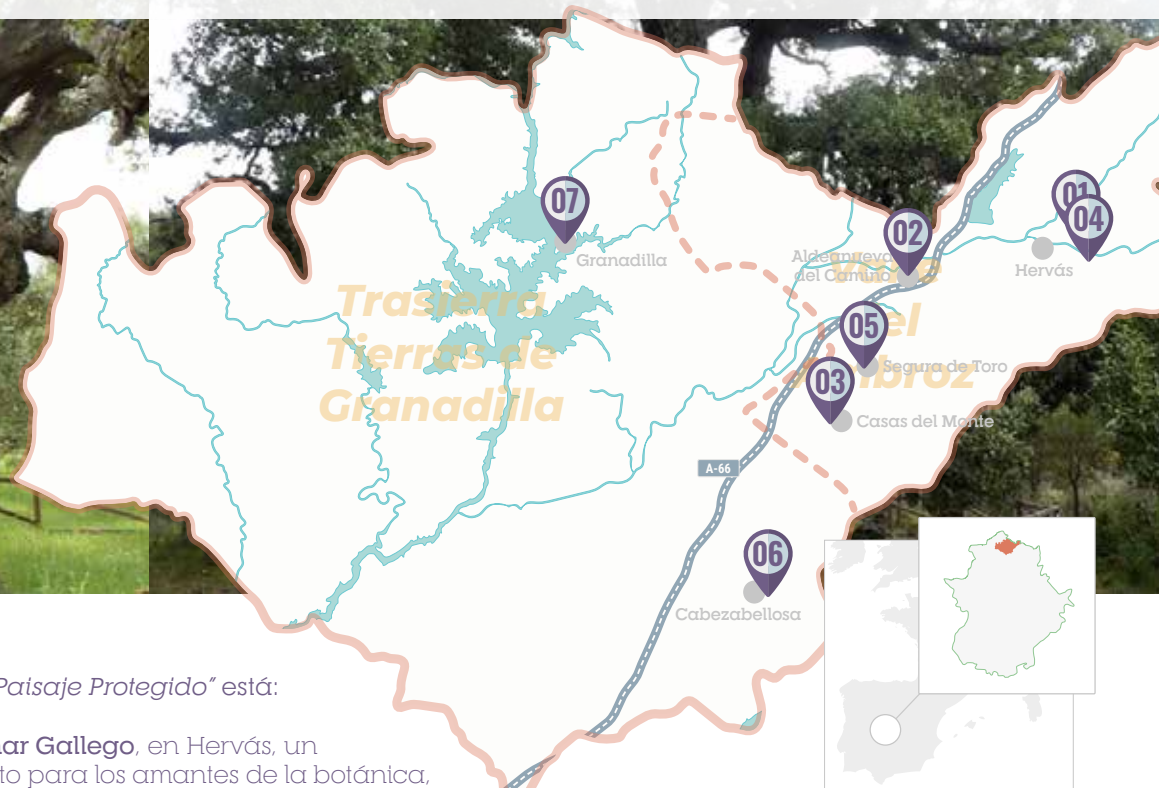 07
01
04
02
Granadilla
Aldeanueva
del Camino
Hervás
Trasierra
Tierras de
Granadilla
05
Segura de Toro
03
Casas del Monte
A-66
06
Cabezabellosa
Paisaje Protegido” está:
ar Gallego, en Hervás, un
to para los amantes de la botánica,